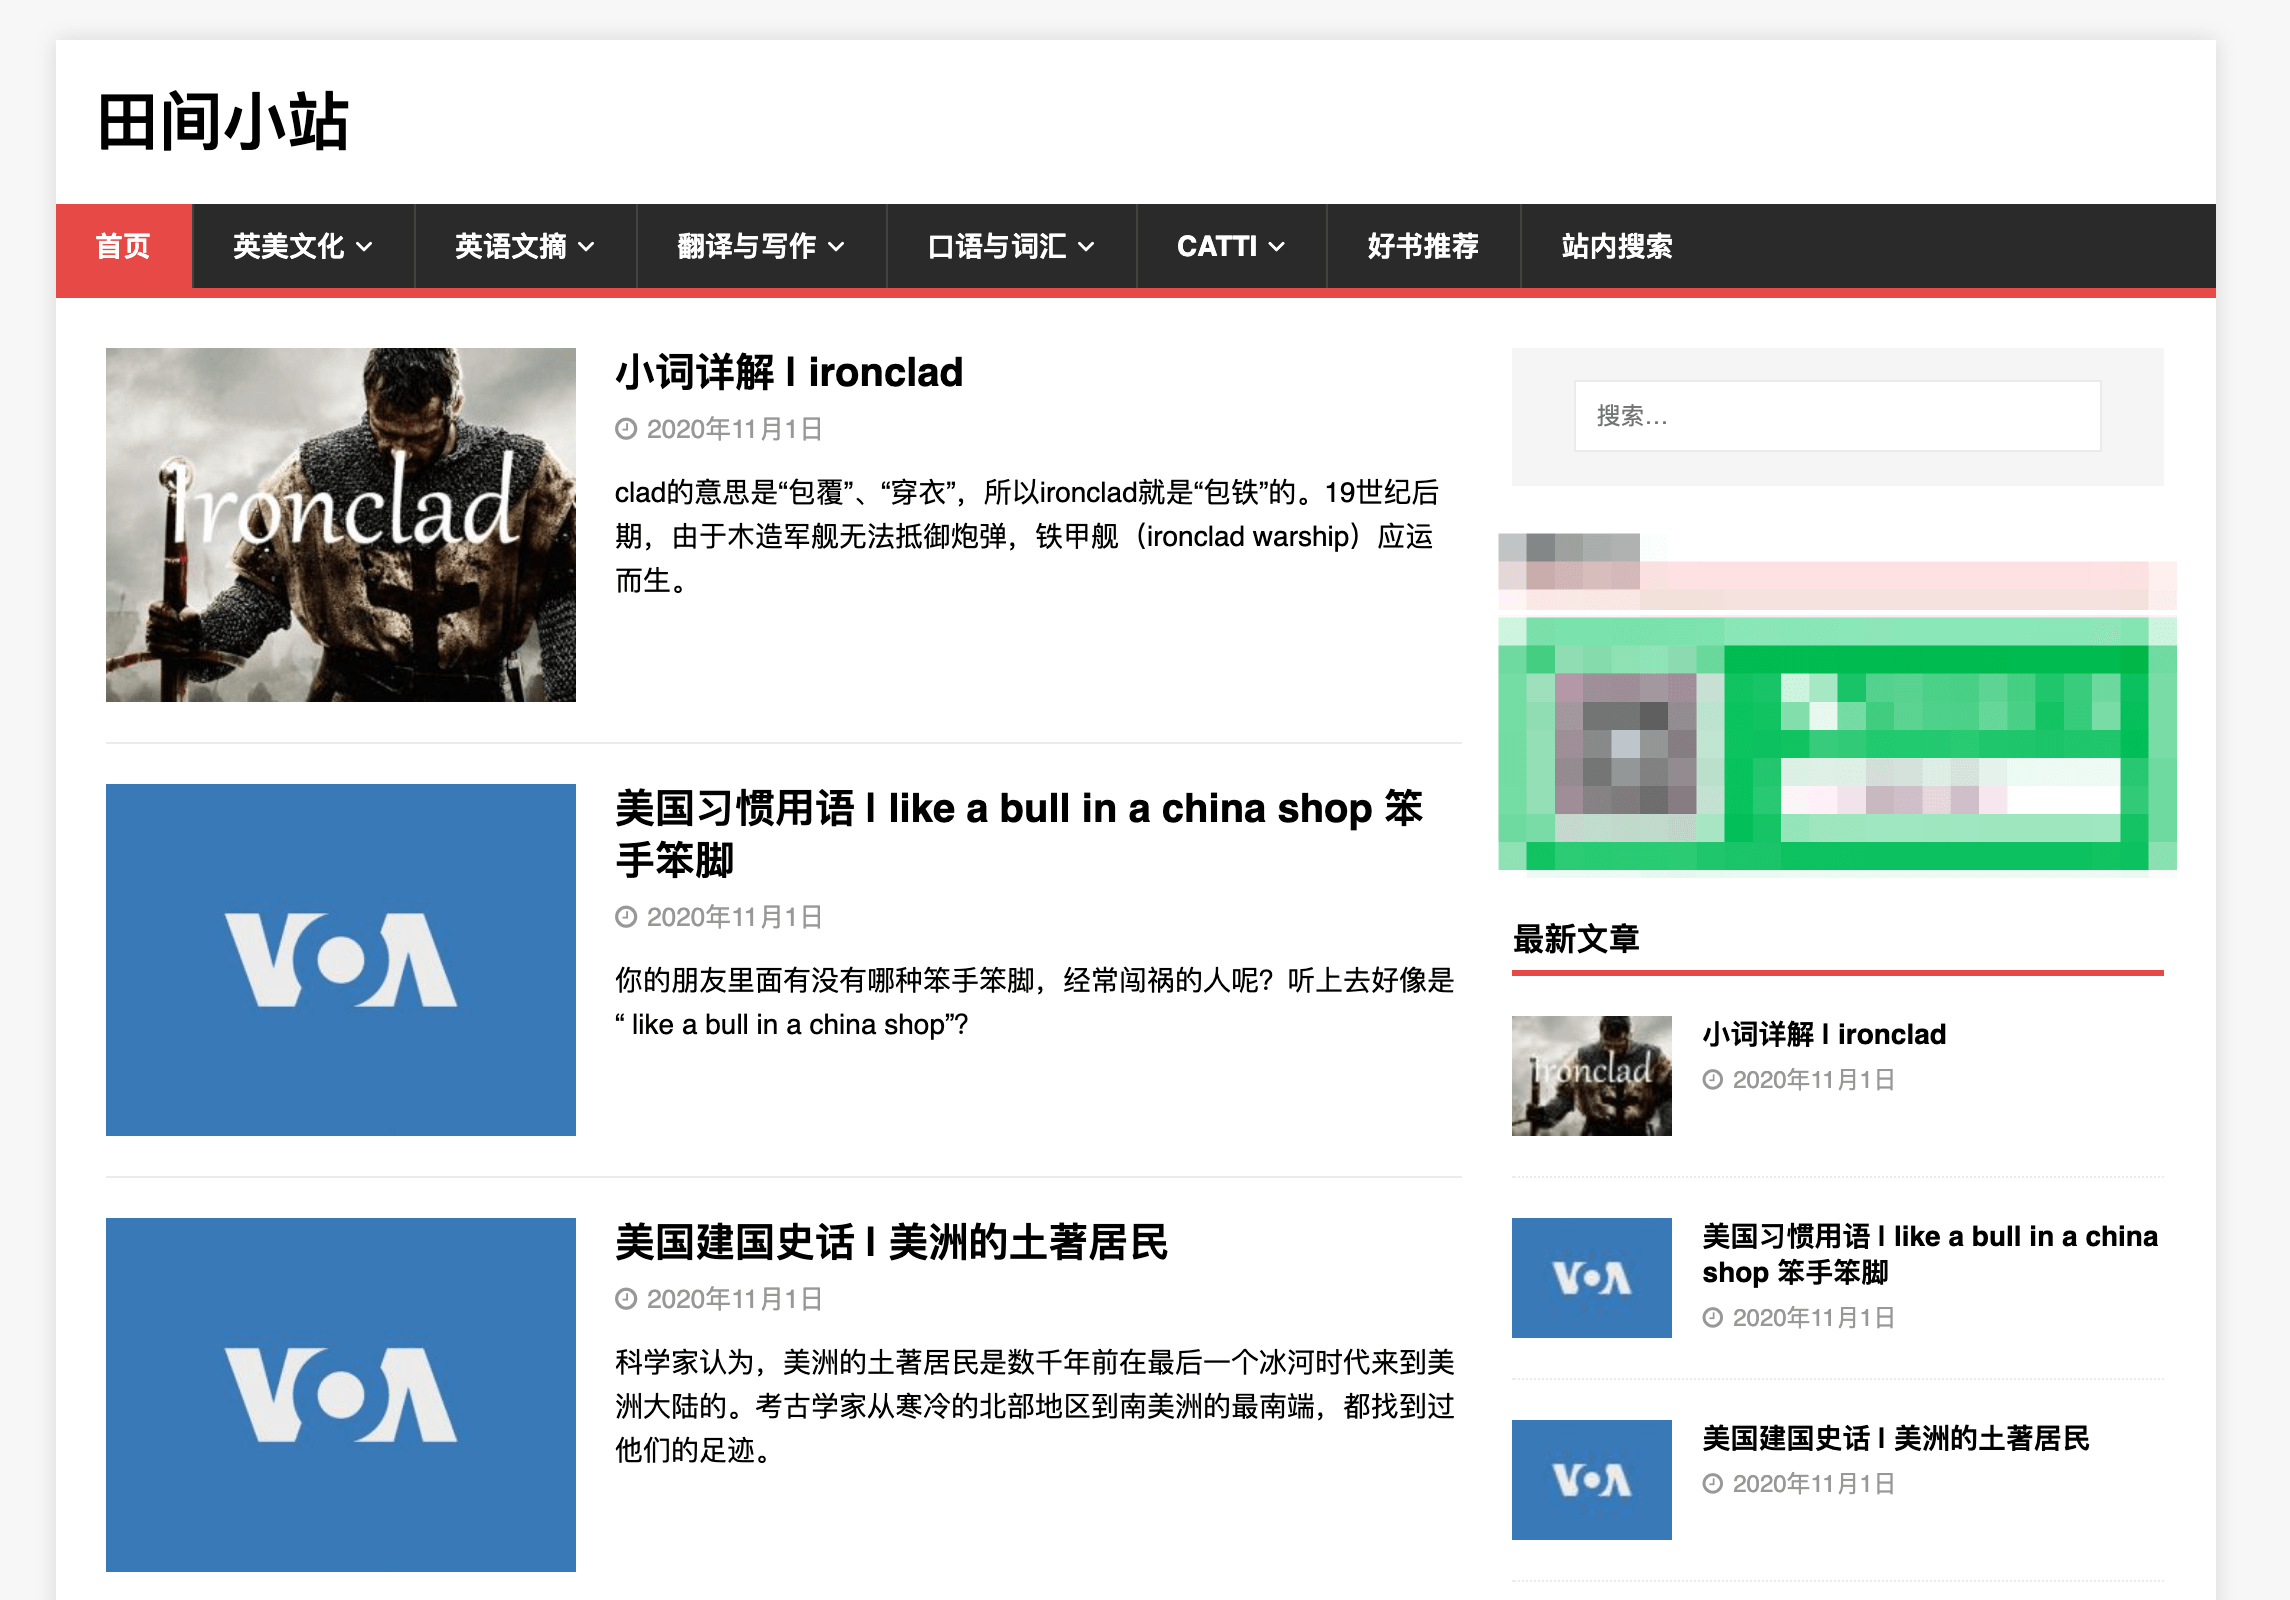 田间小站
首页
英美文化
英语文摘
翻译与写作
口语与词汇
CATTI
好书推荐
站内搜索
Ironclad
小词详解 l ironclad
2020年11月1日
clad的意思是“包覆”、“穿衣”，所以ironclad就是“包铁”的。19世纪后
期，由于木造军舰无法抵御炮弹，铁甲舰（ironclad warship）应运
而生。
VOA
美国习惯用语 l like a bull in a china shop 笨
手笨脚
2020年11月1日
你的朋友里面有没有哪种笨手笨脚，经常闯祸的人呢？听上去好像是
“ like a bull in a china shop”?
VOA
美国建国史话 l 美洲的土著居民
2020年11月1日
科学家认为，美洲的土著居民是数千年前在最后一个冰河时代来到美
洲大陆的。考古学家从寒冷的北部地区到南美洲的最南端，都找到过
他们的足迹。
搜索...
最新文章
Ironclad
小词详解 l ironclad
2020年11月1日
VOA
美国习惯用语 l like a bull in a china
shop 笨手笨脚
2020年11月1日
VOA
美国建国史话 l 美洲的土著居民
2020年11月1日